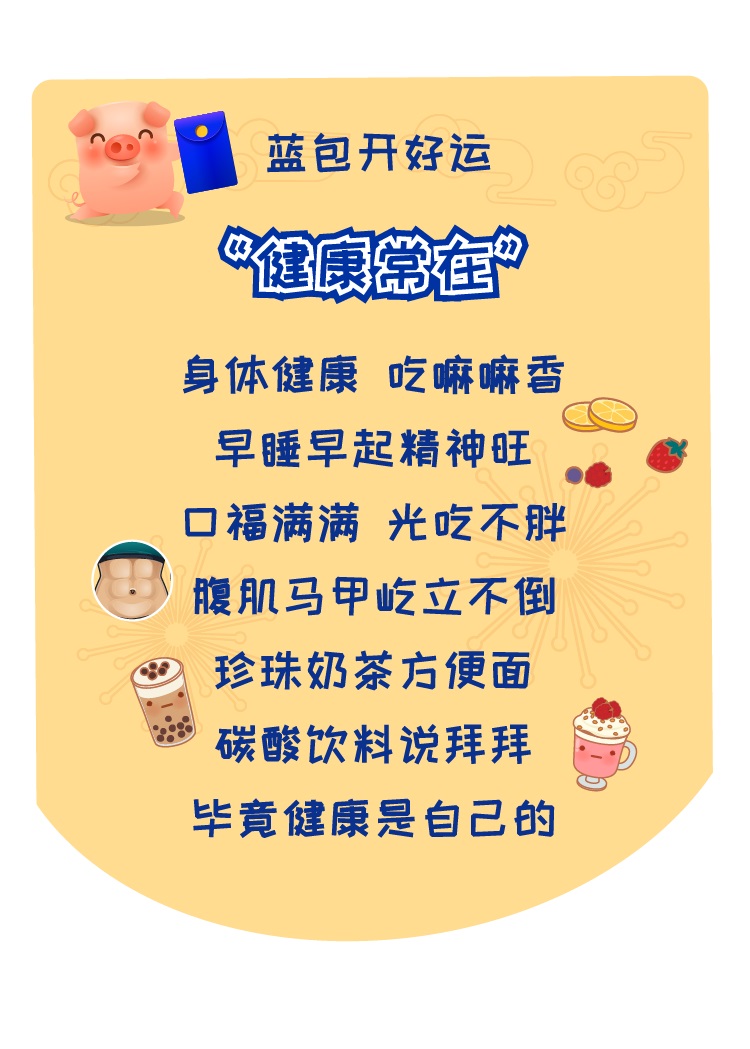 蓝包开好运
“健康常在”
身体健康 吃嘛嘛香
早睡早起精神旺
口福满满 光吃不胖
腹肌马甲屹立不倒
珍珠奶茶方便面
碳酸饮料说拜拜
毕竟健康是自己的